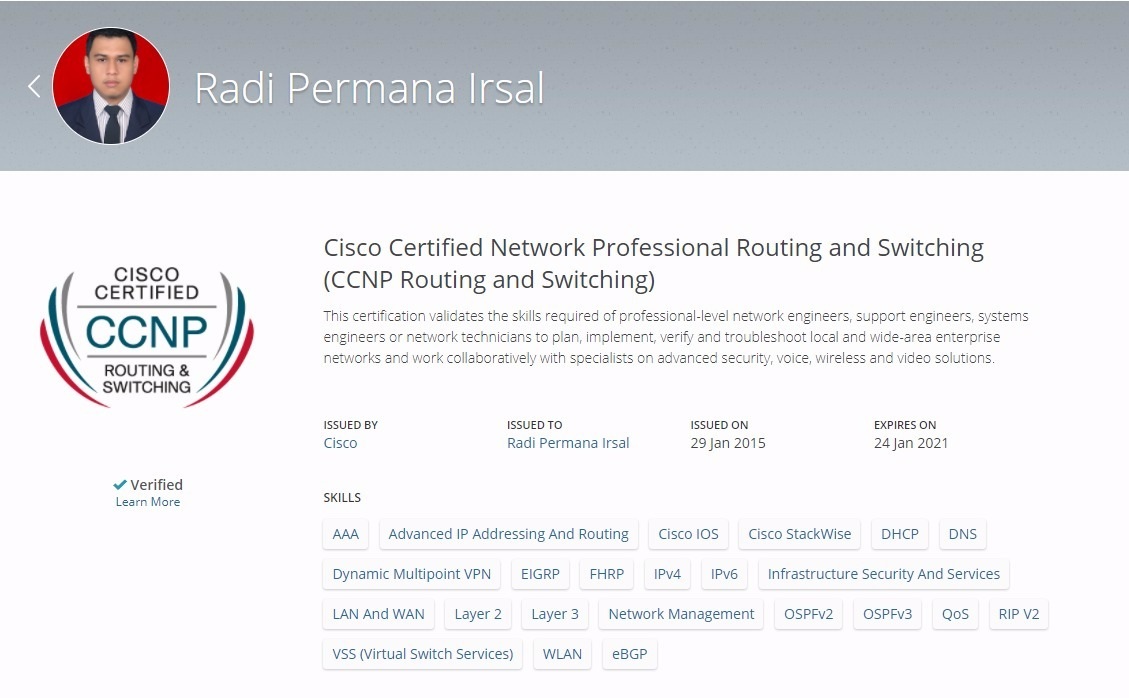 Radi Permana Irsal
CISCO
CERTIFIED
CCNP
ROUTING &
SWITCHING
Verified
Learn More
Cisco Certified Network Professional Routing and Switching
(CCNP Routing and Switching)
This certification validates the skills required of professional-level network engineers, support engineers, systems
engineers or network technicians to plan, implement, verify and troubleshoot local and wide-area enterprise
networks and work collaboratively with specialists on advanced security, voice, wireless and video solutions.
ISSUED BY ISSUED TO ISSUED ON EXPIRES ON
Cisco Radi Permana Irsal 29 Jan 2015 24 Jan 2021
SKILLS
AAA Advanced IP Addressing And Routing Cisco IOS Cisco StackWise DHCP DNS
Dynamic Multipoint VPN EIGRP FHRP IPv4 IPv6 Infrastructure Security And Services
LAN And WAN Layer 2 Layer 3 Network Management OSPFv2 OSPFv3 QoS RIP V2
VSS (Virtual Switch Services) WLAN eBGP